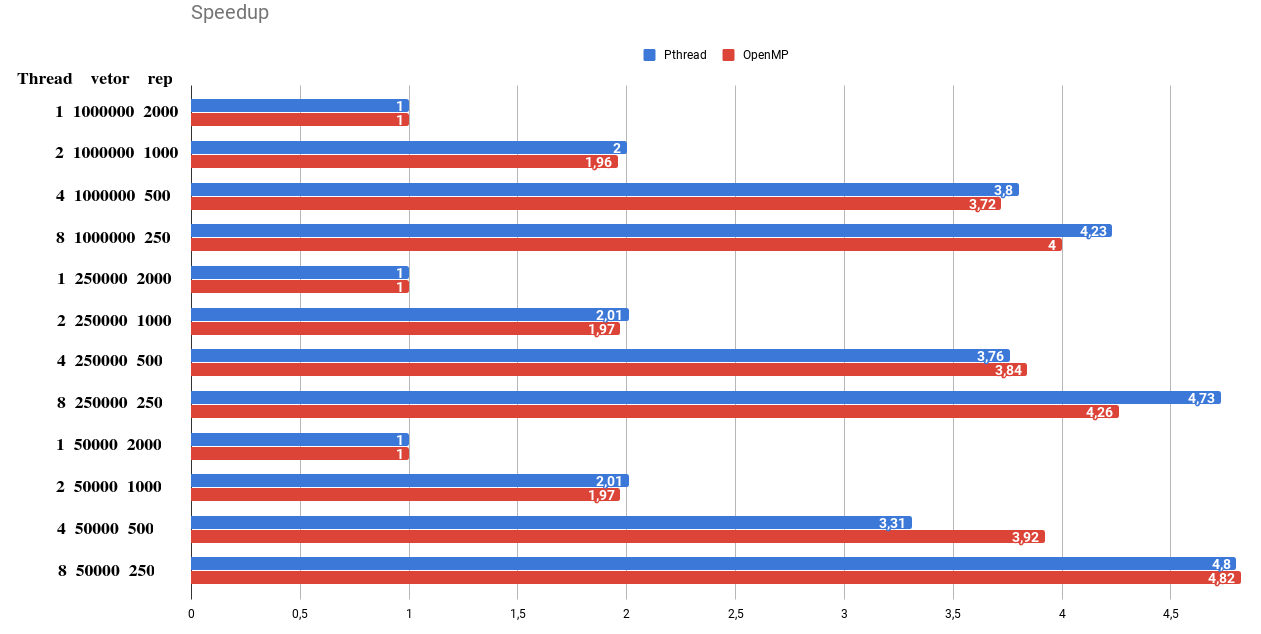 Speedup
Pthread OpenMP
Thread vetor rep
1 1000000 2000
1
1
2 1000000 1000
2
1,96
4 1000000 500
3,8
3,72
8 1000000 250
4,23
4
1 250000 2000
1
1
2 250000 1000
2,01
1,97
4 250000 500
3,76
3,84
8 250000 250
4,73
4,26
1 50000 2000
1
1
2 50000 1000
2,01
1,97
4 50000 500
3,31
3,92
8 50000 250
4,8
4,82
0 0,5 1 1,5 2 2,5 3 3,5 4 4,5